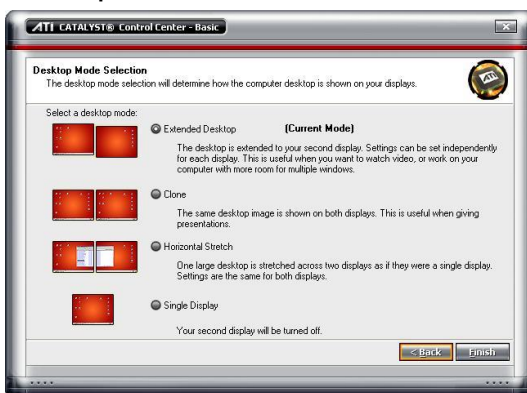 ATI CATALYST® Control Center - Basic
Desktop Mode Selection
The desktop mode selection will determine how the computer desktop is shown on your displays.
ATI
Select a desktop mode:
Extended Desktop (Current Mode)
The desktop is extended to your second display. Settings can be set independently
for each display. This is useful when you want to watch video, or work on your
computer with more room for multiple windows.
Clone
The same desktop image is shown on both displays. This is useful when giving
presentations.
Horizontal Stretch
One large desktop is stretched across two displays as if they were a single display.
Settings are the same for both displays.
Single Display
Your second display will be turned off.
< Back Finish